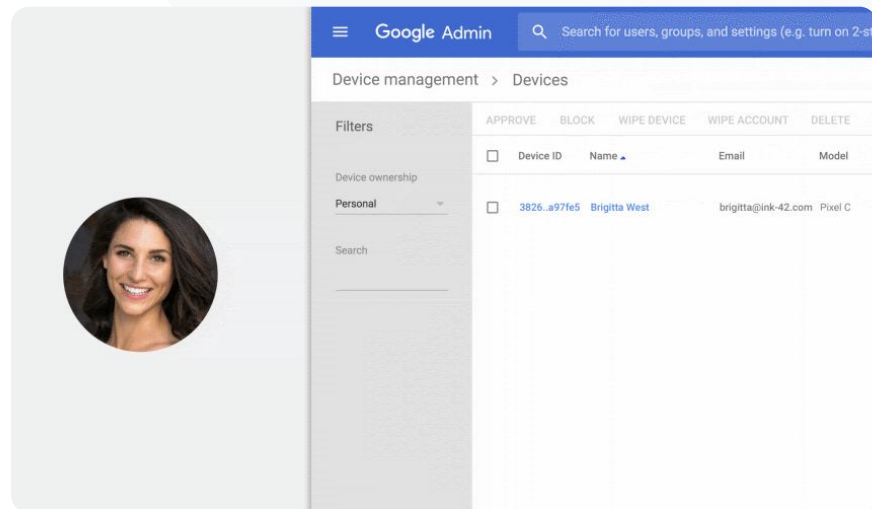 Google Admin
Search for users, groups, and settings (e.g. turn on 2-st
Device management > Devices
Filters
Device ownership
Personal
Search
APPROVE BLOCK WIPE DEVICE WIPE ACCOUNT DELETE
Device ID Name Email Model
3826..a97fe5 Brigitta West brigitta@ink-42.com Pixel C